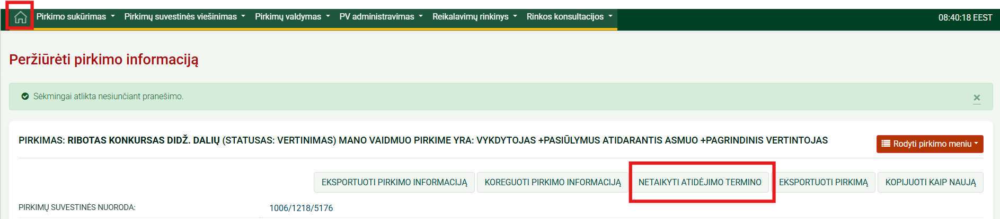 Pirkimo sukūrimas Pirkimų suvestinės viešinimas Pirkimų valdymas PV administravimas Reikalavimų rinkinys Rinkos konsultacijos 08:40:18 EEST
Peržiūrėti pirkimo informaciją
Sėkmingai atlikta nesiunčiant pranešimo. ×
PIRKIMAS: RIBOTAS KONKURSAS DIDŽ. DALIŲ (STATUSAS: VERTINIMAS) MANO VAIDMUO PIRKIME YRA: VYKDYTOJAS +PASIŪLYMUS ATIDARANTIS ASMUO +PAGRINDINIS VERTINTOJAS
Rodyti pirkimo meniu
EKSPORTUOTI PIRKIMO INFORMACIJĄ KOREGUOTI PIRKIMO INFORMACIJĄ NETAIKYTI ATIDĖJIMO TERMINO EKSPORTUOTI PIRKIMĄ KOPIJUOTI KAIP NAUJĄ
PIRKIMŲ SUVESTINĖS NUORODA: 1006/1218/5176